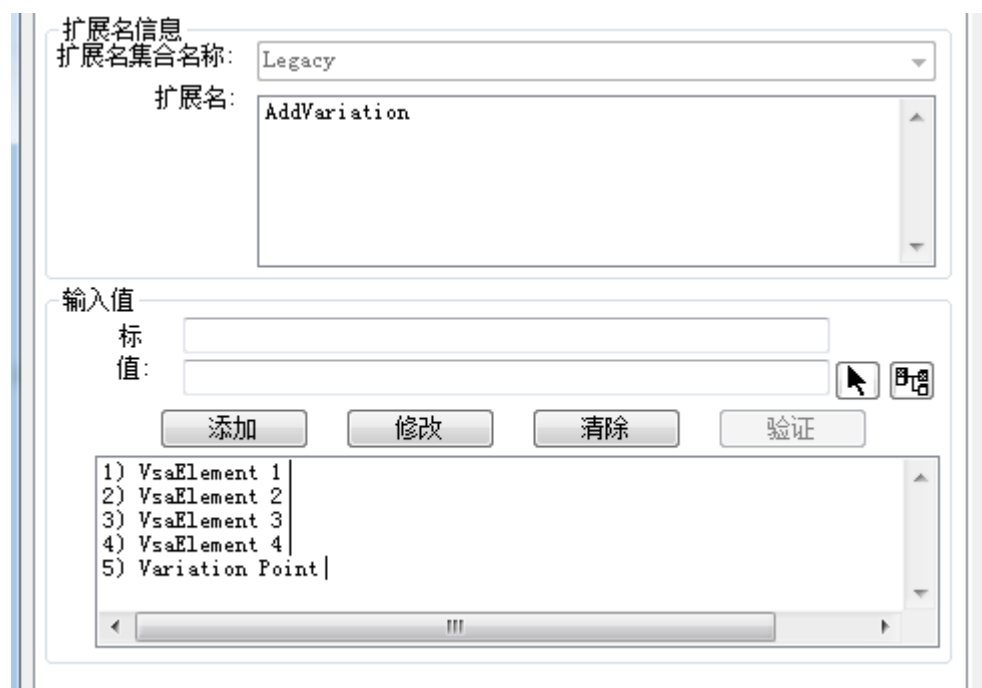 扩展名信息
扩展名集合名称: Legacy
扩展名: AddVariation
输入值
标
值:
添加 修改 清除 验证
1) VsaElement 1|
2) VsaElement 2|
3) VsaElement 3|
4) VsaElement 4|
5) Variation Point|